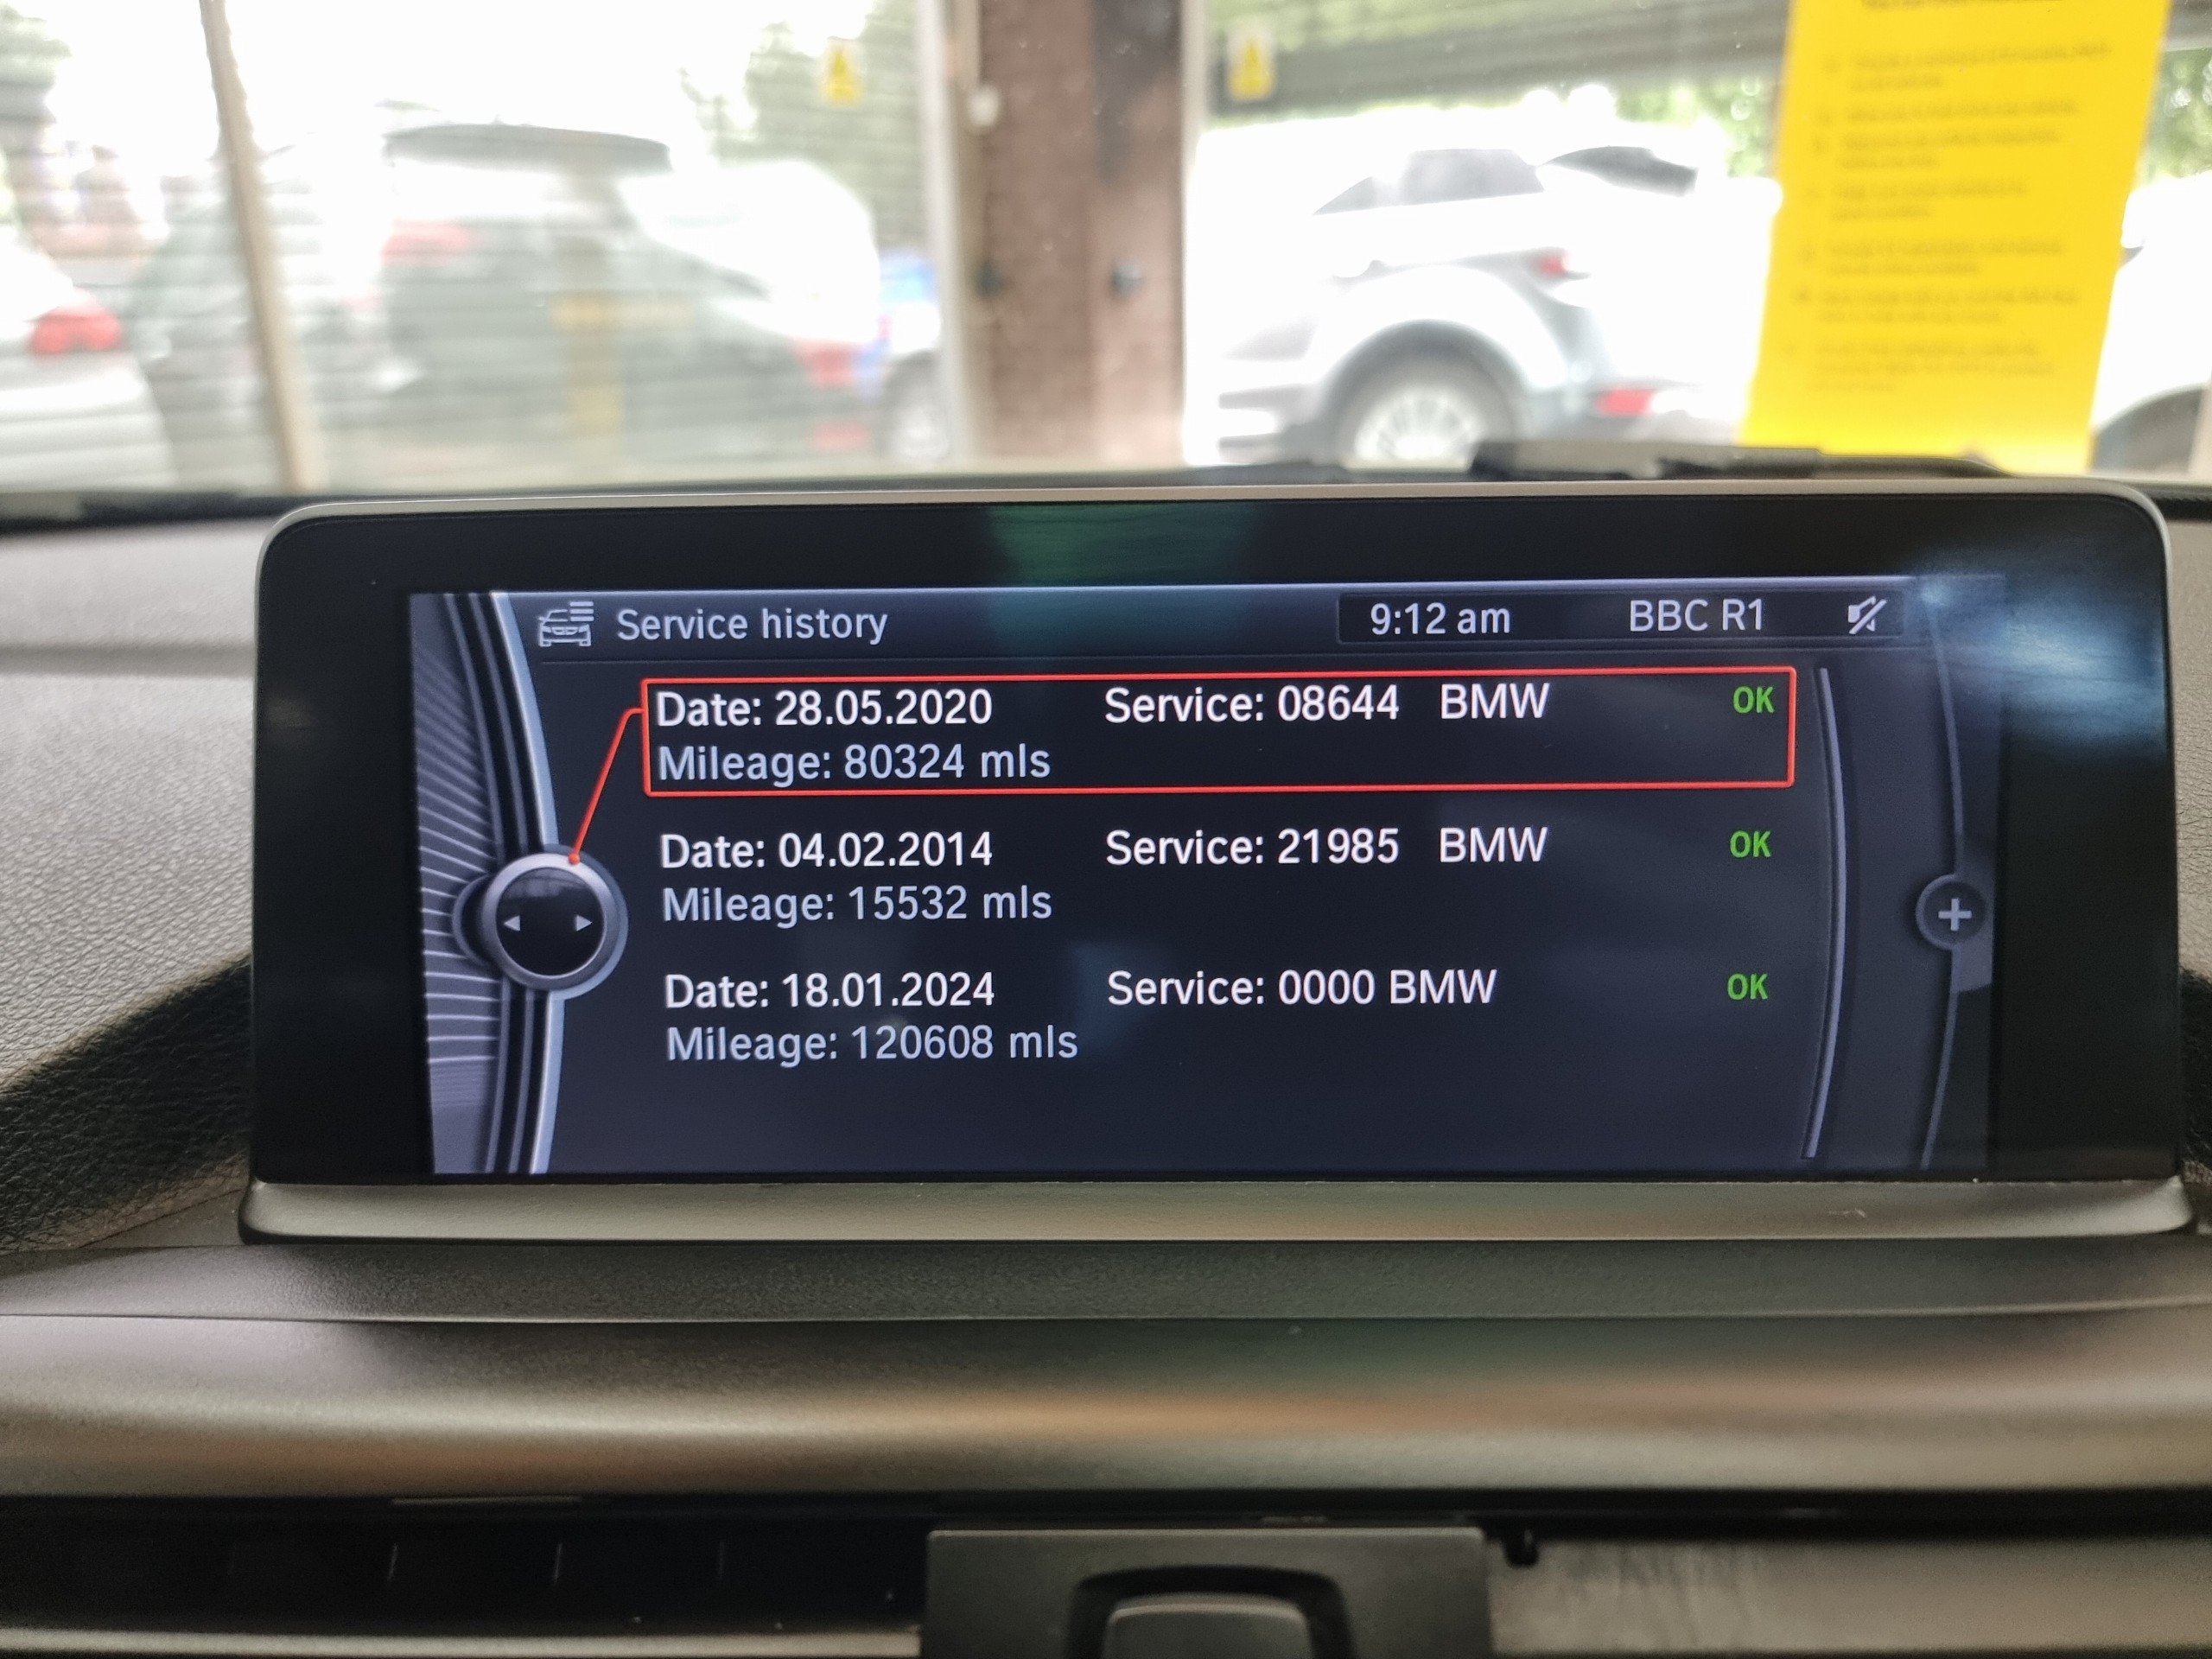 Service history 9:12 am BBC R1
Date: 28.05.2020 Service: 08644 BMW OK
Mileage: 80324 mls
Date: 04.02.2014 Service: 21985 BMW OK
Mileage: 15532 mls
Date: 18.01.2024 Service: 0000 BMW OK
Mileage: 120608 mls